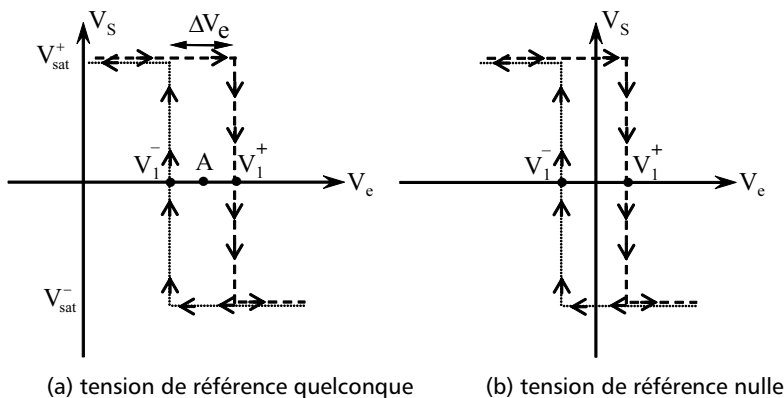 V_S
ΔV_e
V_sat^+
V_1^-
A
V_1^+
V_e
V_sat^-
(a) tension de référence quelconque
V_S
V_1^-
V_1^+
V_e
(b) tension de référence nulle